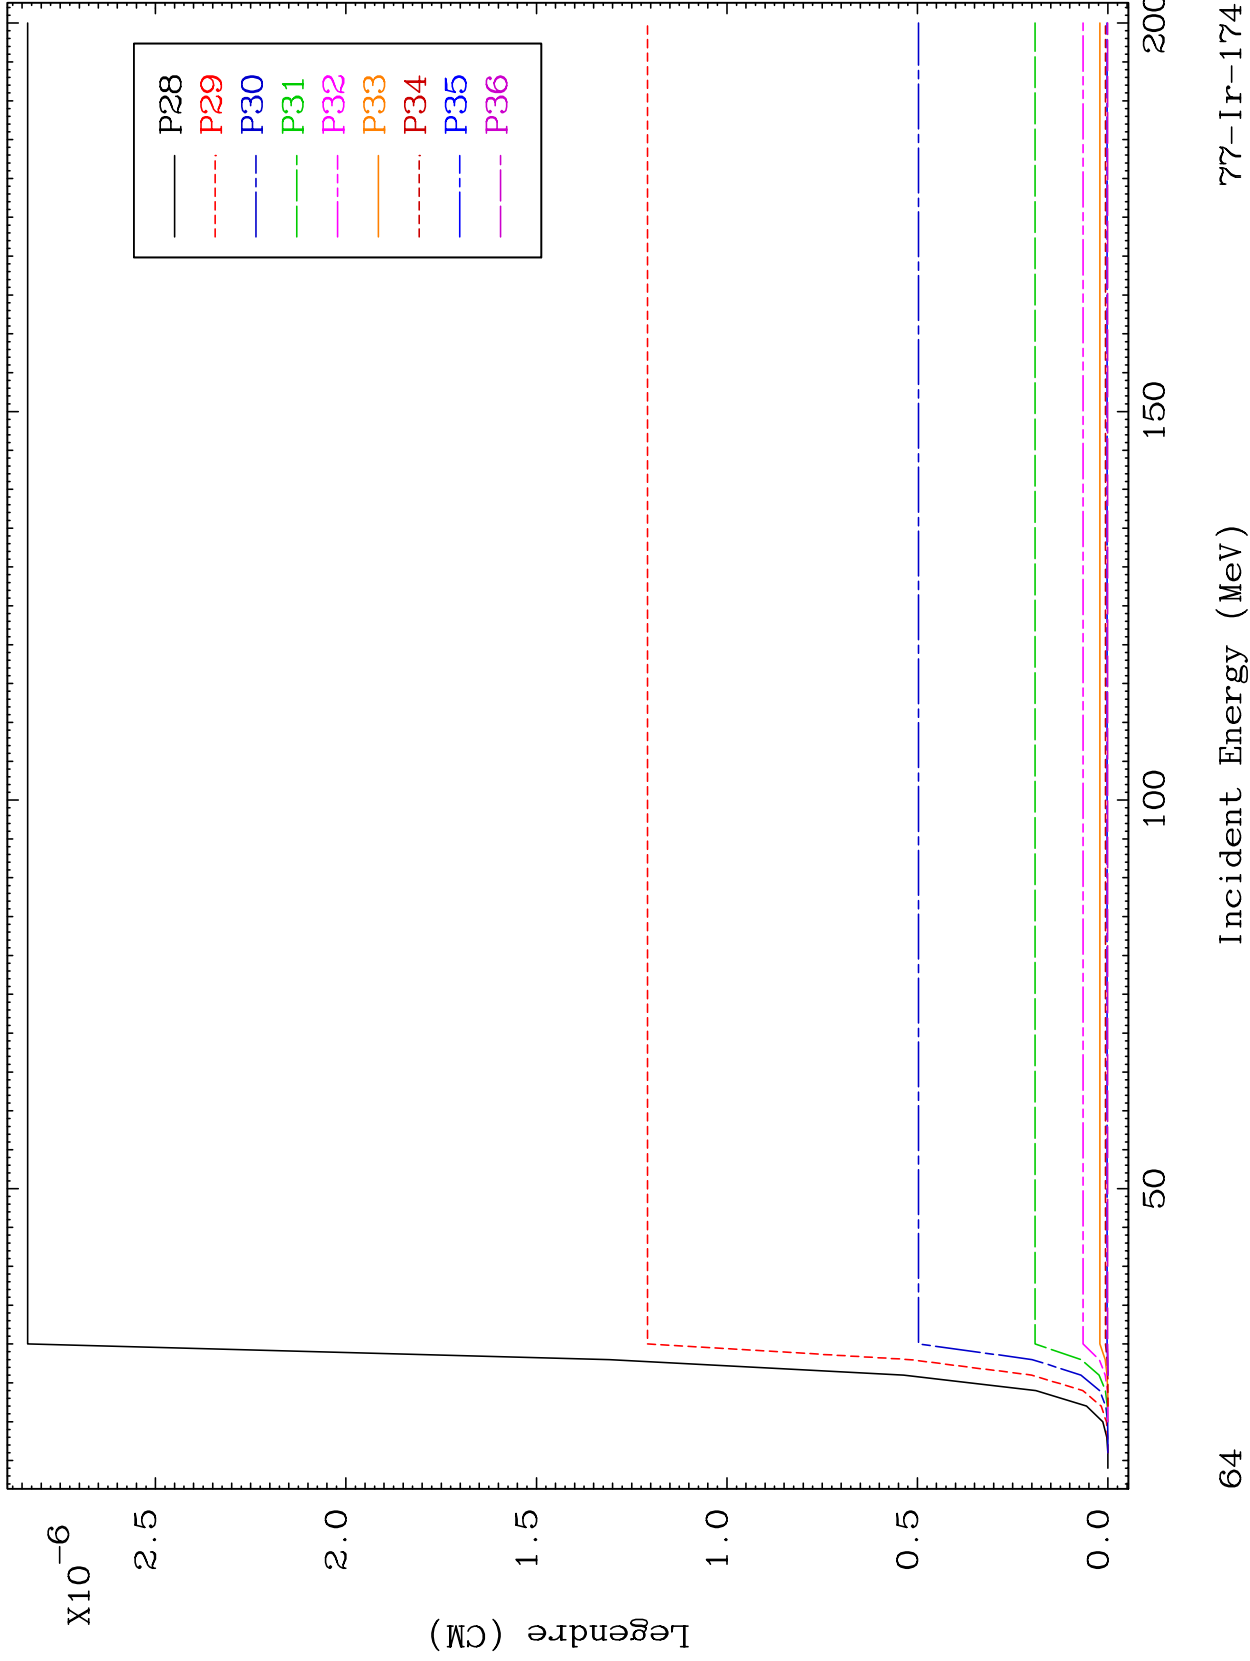 X10-6
2.5
2.0
1.5
1.0
0.5
0.0
Legendre (CM)
P28
P29
P30
P31
P32
P33
P34
P35
P36
50
100
150
200
Incident Energy (MeV)
64
77-Ir-174